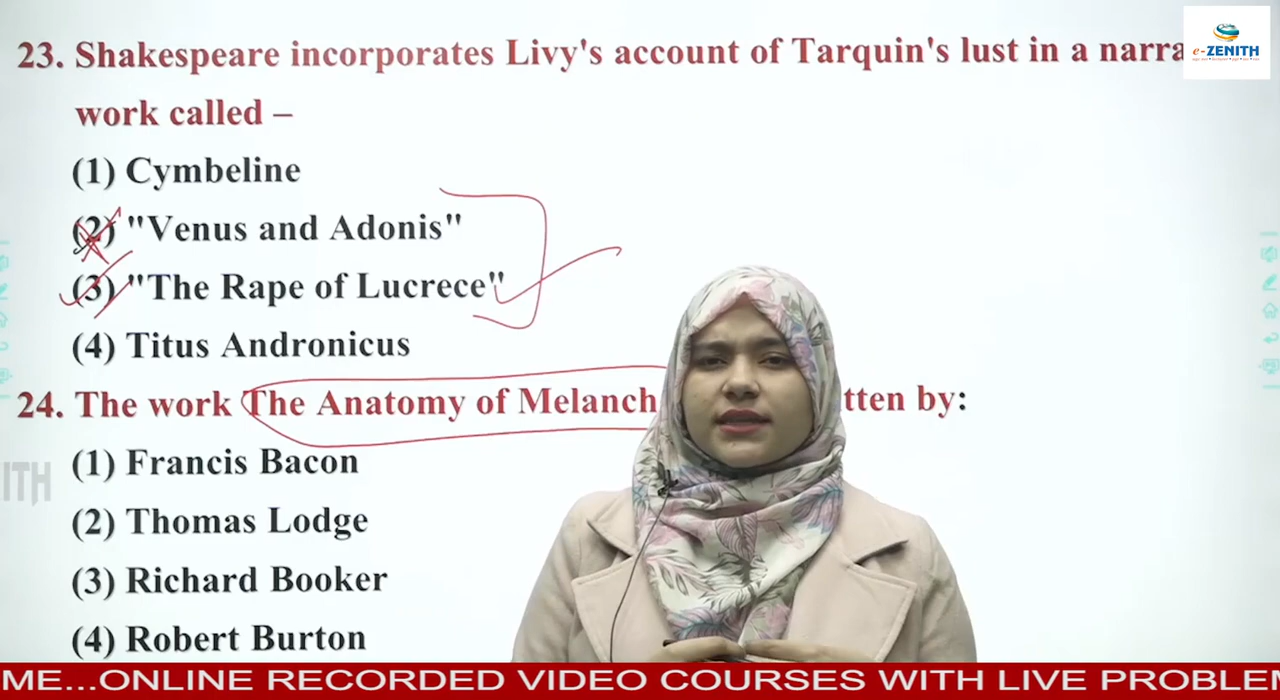 e-ZENITH
23. Shakespeare incorporates Livy's account of Tarquin's lust in a narra
work called –
(1) Cymbeline
(2) "Venus and Adonis"
(3) "The Rape of Lucrece"
(4) Titus Andronicus
24. The work The Anatomy of Melanch tten by:
(1) Francis Bacon
ITH
(2) Thomas Lodge
(3) Richard Booker
(4) Robert Burton
ME...ONLINE RECORDED VIDEO COURSES WITH LIVE PROBLE